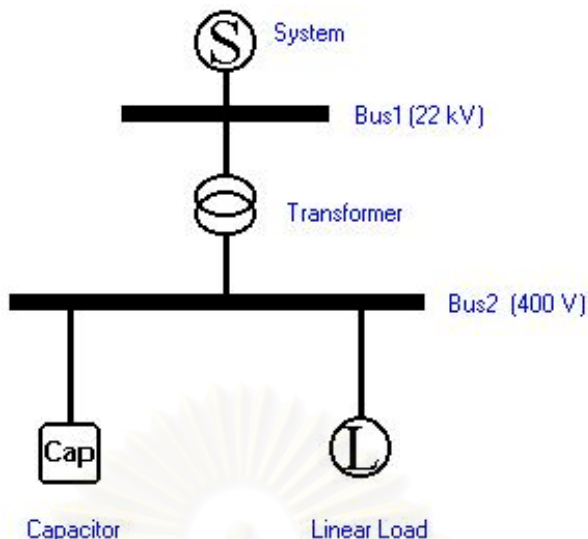 S
System
Bus1 (22 kV)
Transformer
Bus2 (400 V)
Cap
L
Capacitor
Linear Load